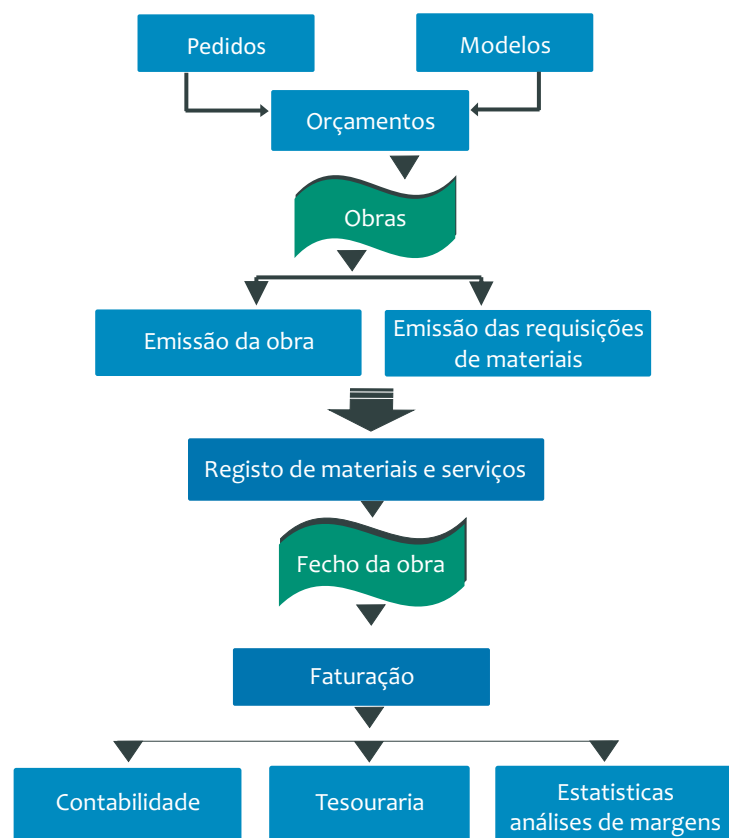 Pedidos
Modelos
Orçamentos
Obras
Emissão da obra
Emissão das requisições
de materiais
Registo de materiais e serviços
Fecho da obra
Faturação
Contabilidade
Tesouraria
Estatisticas
análises de margens